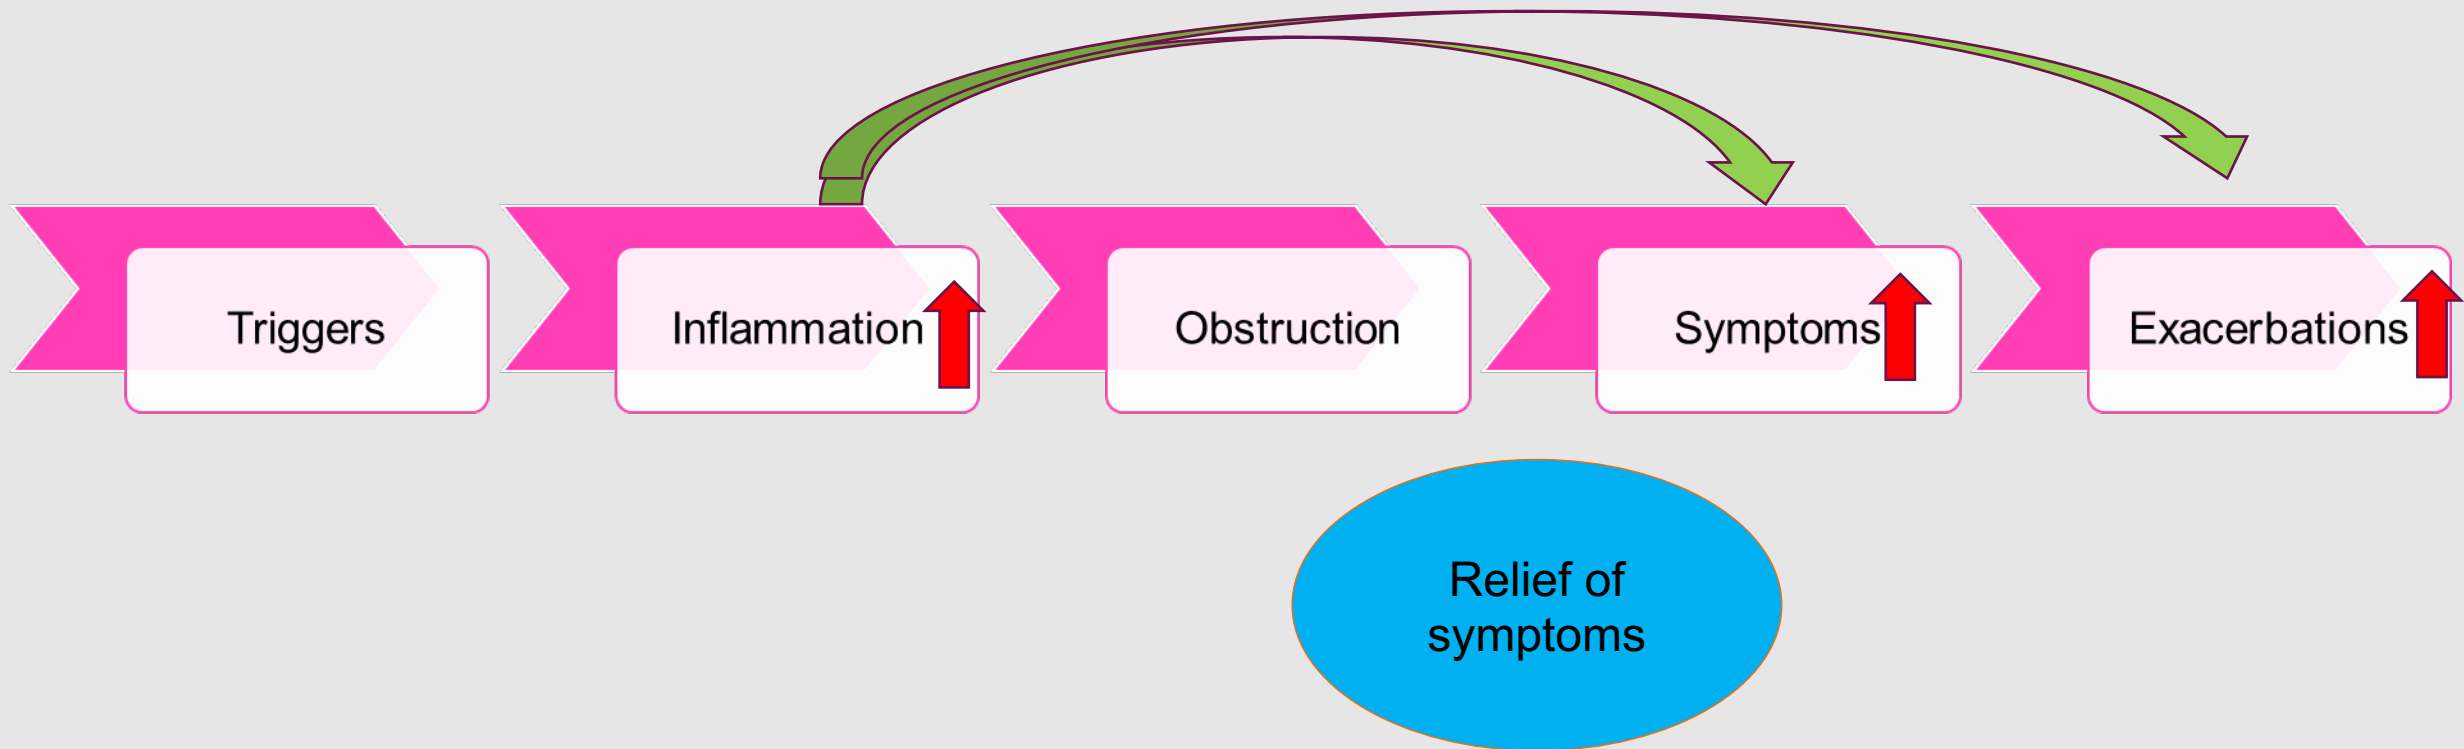 Triggers
Inflammation
Obstruction
Symptoms
Exacerbations
Relief of
symptoms